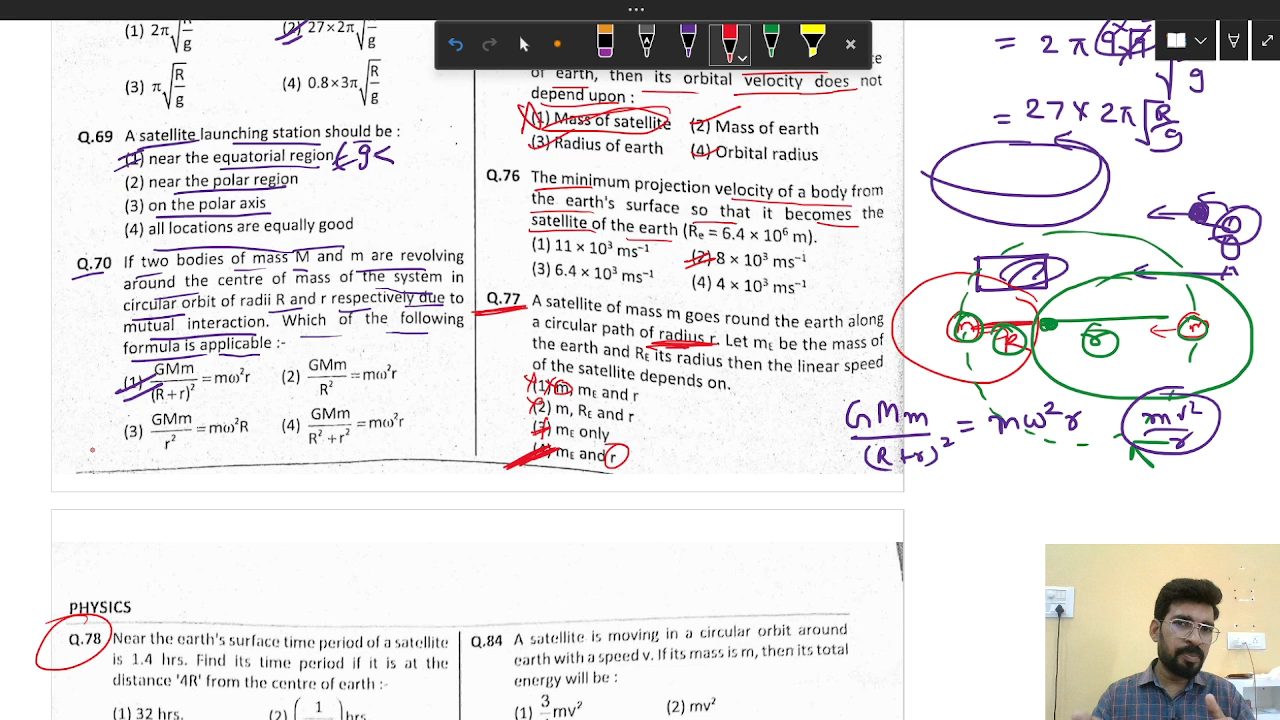 (1) 2π√R/g
(2) 27×2π√R/g
(3) π√R/g
(4) 0.8×3π√R/g
Q.69 A satellite launching station should be :
(1) near the equatorial region g<
(2) near the polar region
(3) on the polar axis
(4) all locations are equally good
Q.70 If two bodies of mass M and m are revolving
around the centre of mass of the system in
circular orbit of radii R and r respectively due to
mutual interaction. Which of the following
formula is applicable :-
(1) GMm/(R + r)² = mω²r
(2) GMm/R² = mω²r
(3) GMm/r² = mω²R
(4) GMm/R² + r² = mω²r
of earth, then its orbital velocity does not
depend upon :
(1) Mass of satellite
(2) Mass of earth
(3) Radius of earth
(4) Orbital radius
Q.76 The minimum projection velocity of a body from
the earth's surface so that it becomes the
satellite of the earth (Rₑ = 6.4 × 10⁶ m).
(1) 11 × 10³ ms⁻¹
(2) 8 × 10³ ms⁻¹
(3) 6.4 × 10³ ms⁻¹
(4) 4 × 10³ ms⁻¹
Q.77 A satellite of mass m goes round the earth along
a circular path of radius r. Let mE be the mass of
the earth and RE its radius then the linear speed
of the satellite depends on.
(1) m, mE and r
(2) m, RE and r
(3) mE only
(4) mE and r
= 2π
√g
= 27 × 2π√R/g
m
R
r
m
GMm/(R+r)² = mω²r
mv²/r
PHYSICS
Q.78 Near the earth's surface time period of a satellite
is 1.4 hrs. Find its time period if it is at the
distance '4R' from the centre of earth :-
(1) 32 hrs.
(2) (1 ) hrs
Q.84 A satellite is moving in a circular orbit around
earth with a speed v. If its mass is m, then its total
energy will be :
(1) 3 mv²
(2) mv²